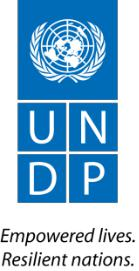 U N
D P
Empowered lives.
Resilient nations.